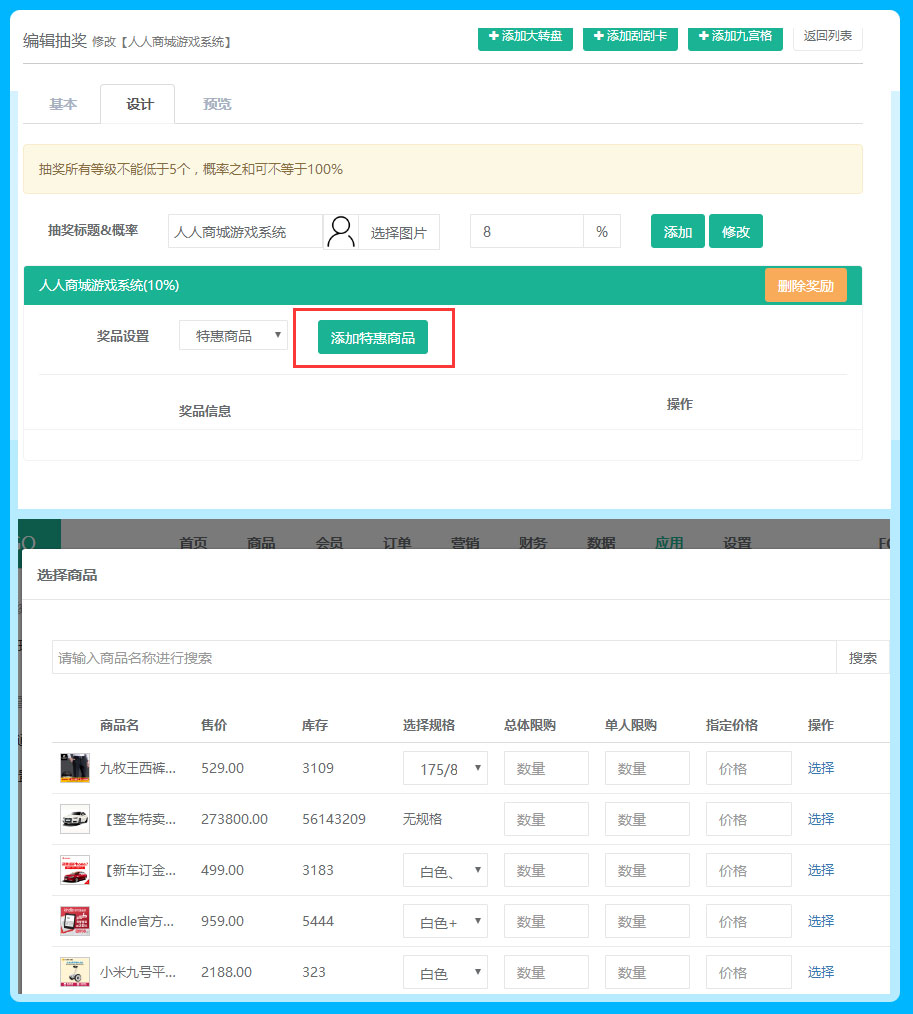 编辑抽奖 修改【人人商城游戏系统】
+添加大转盘 +添加刮刮卡 +添加九宫格 返回列表
基本 设计 预览
抽奖所有等级不能低于5个，概率之和可不等于100%
抽奖标题&概率 人人商城游戏系统 选择图片 8 % 添加 修改
人人商城游戏系统(10%) 删除奖励
奖品设置 特惠商品 添加特惠商品
奖品信息 操作
GO 首页 商品 会员 订单 营销 财务 数据 应用 设置
选择商品
请输入商品名称进行搜索 搜索
商品名 售价 库存 选择规格 总体限购 单人限购 指定价格 操作
九牧王西裤... 529.00 3109 175/8 数量 数量 价格 选择
【整车特卖... 273800.00 56143209 无规格 数量 数量 价格 选择
【新车订金... 499.00 3183 白色、 数量 数量 价格 选择
Kindle官方... 959.00 5444 白色+ 数量 数量 价格 选择
小米九号平... 2188.00 323 白色 数量 数量 价格 选择